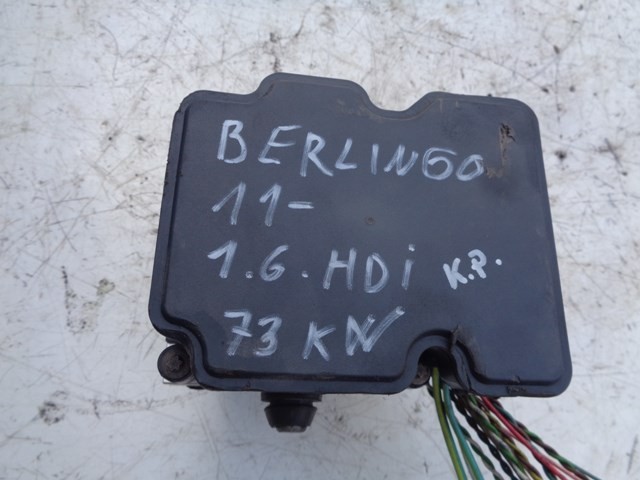 BERLINGO
11-
1.6. HDi K.P.
73 KW